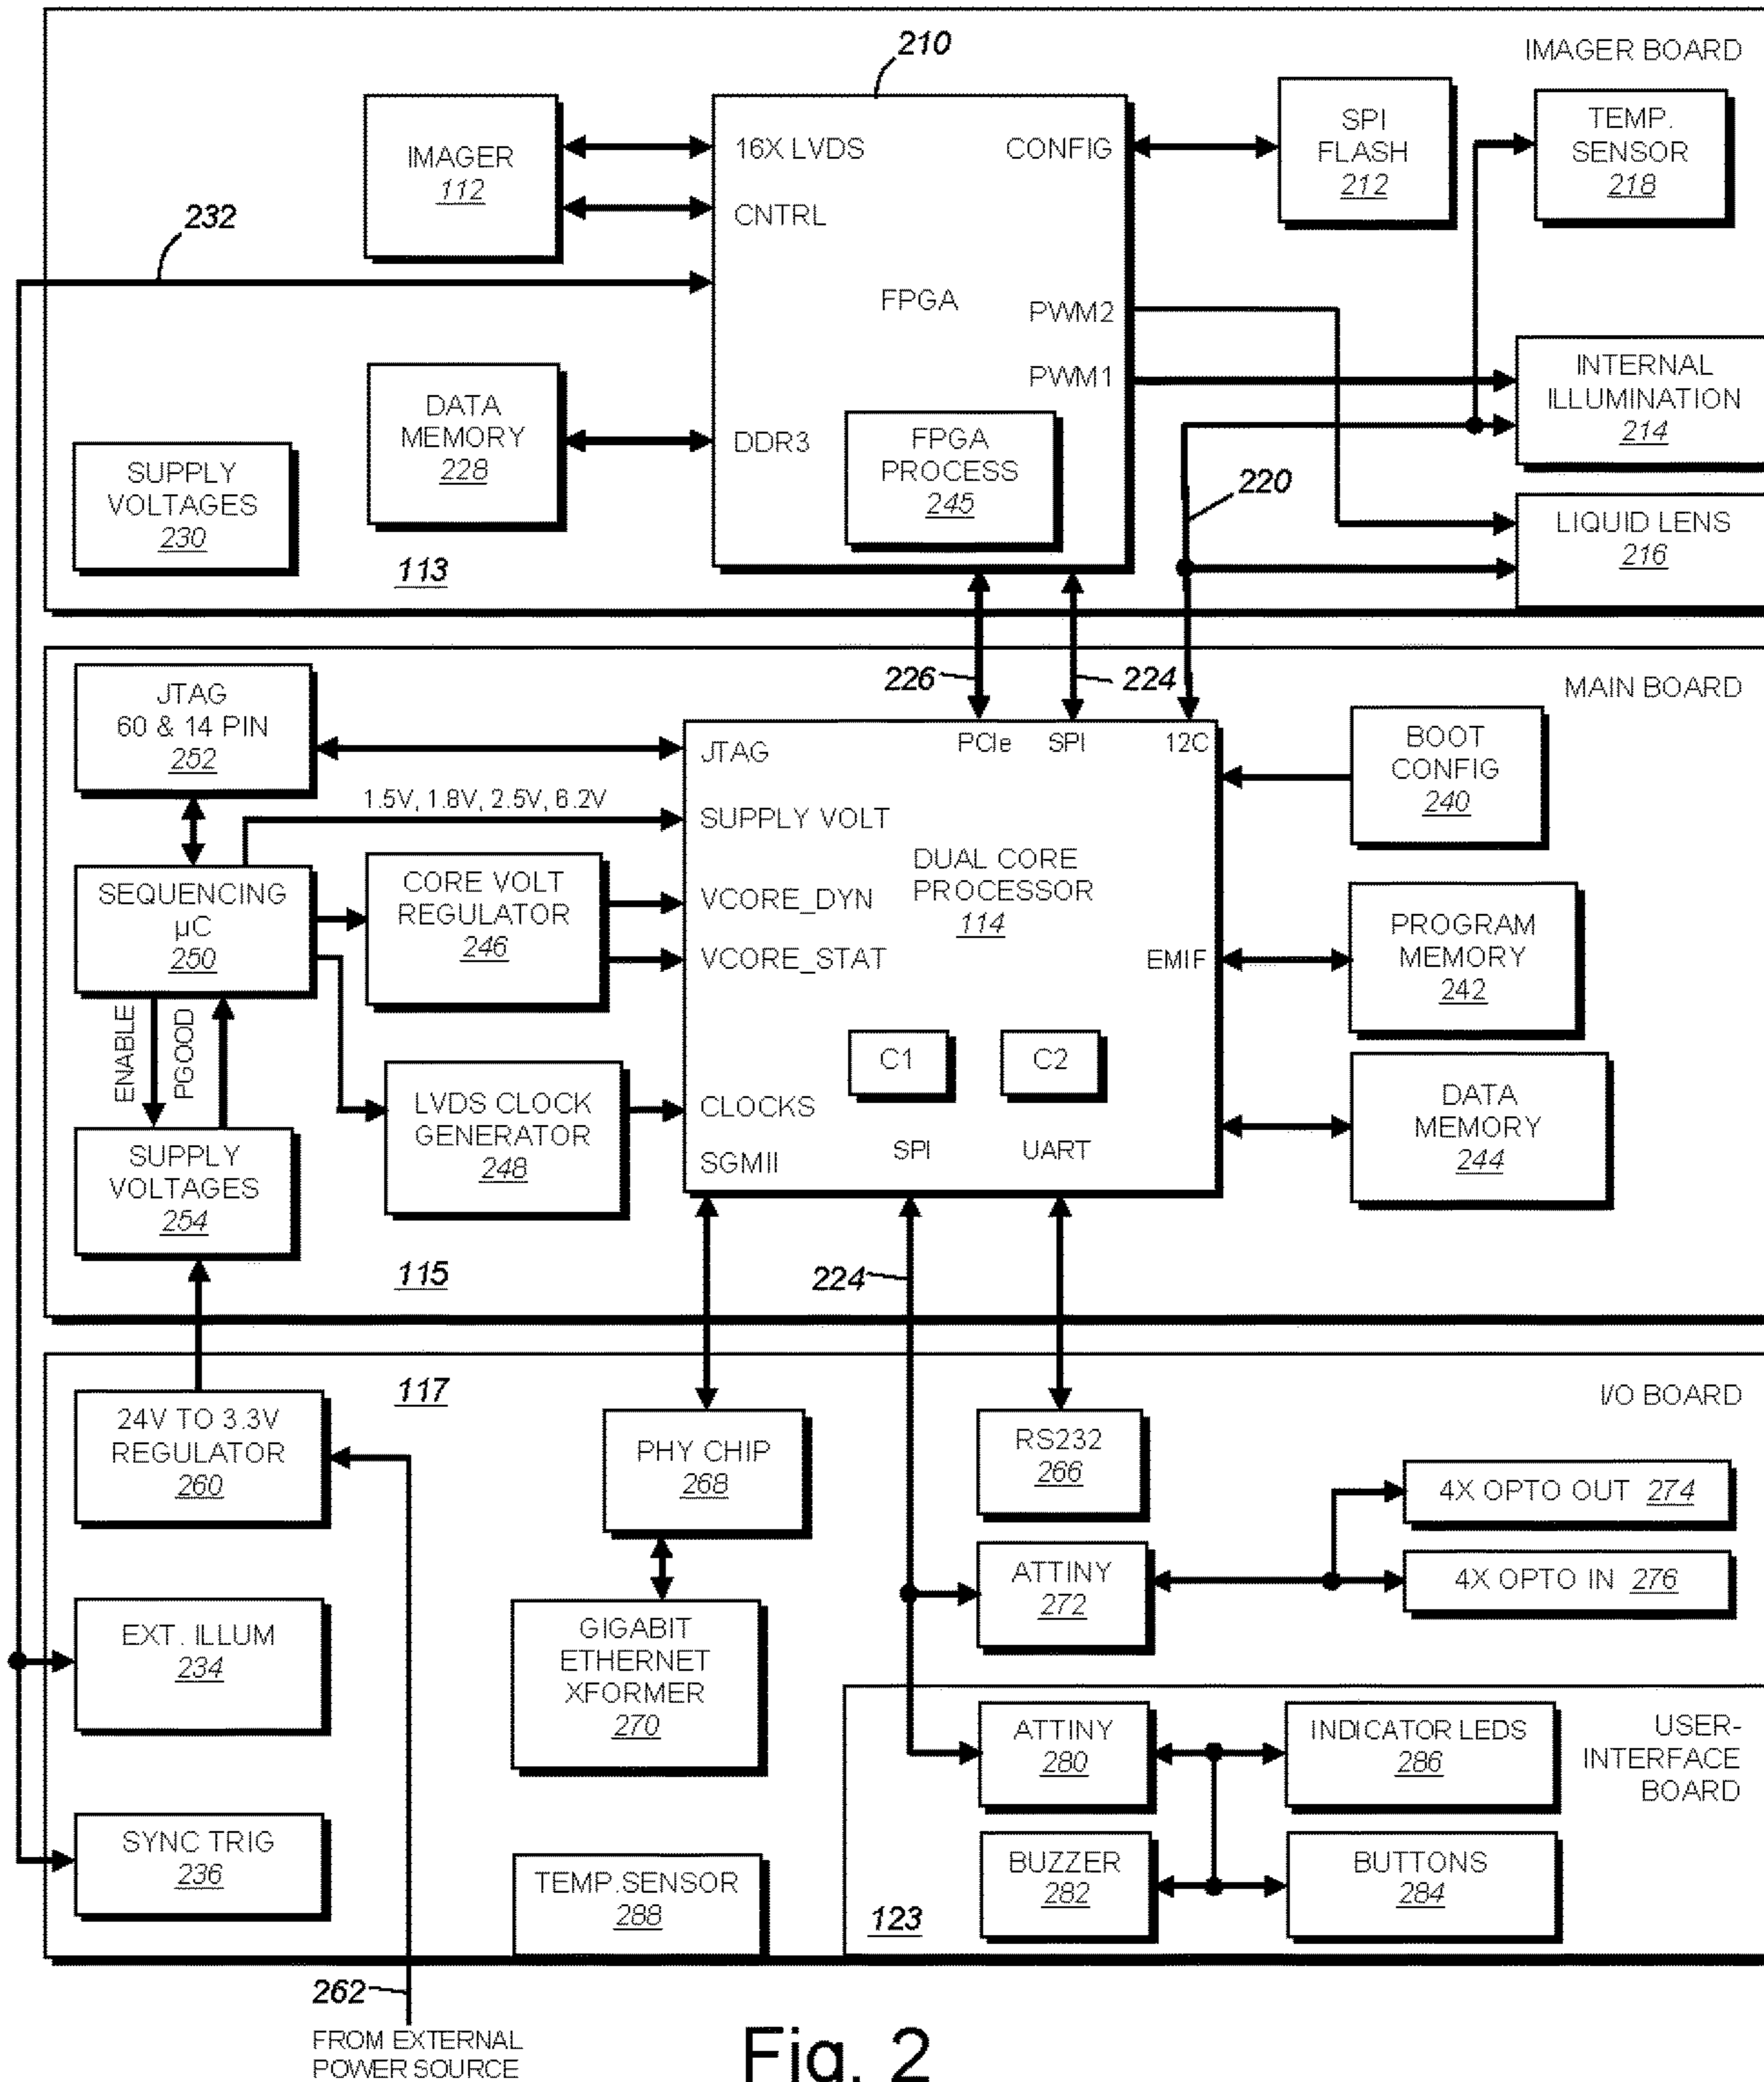 210
IMAGER BOARD
IMAGER
112
16X LVDS
CNTRL
CONFIG
SPI
FLASH
212
TEMP.
SENSOR
218
232
FPGA
PWM2
PWM1
INTERNAL
ILLUMINATION
214
DATA
MEMORY
228
DDR3
FPGA
PROCESS
245
SUPPLY
VOLTAGES
230
220
LIQUID LENS
216
113
226
224
MAIN BOARD
JTAG
60 & 14 PIN
252
JTAG
PCIe
SPI
12C
BOOT
CONFIG
240
1.5V, 1.8V, 2.5V, 6.2V
SUPPLY VOLT
SEQUENCING
µC
250
CORE VOLT
REGULATOR
246
VCORE_DYN
VCORE_STAT
DUAL CORE
PROCESSOR
114
EMIF
PROGRAM
MEMORY
242
ENABLE
PGOOD
C1
C2
LVDS CLOCK
GENERATOR
248
CLOCKS
SGMII
SPI
UART
DATA
MEMORY
244
SUPPLY
VOLTAGES
254
115
224
117
I/O BOARD
24V TO 3.3V
REGULATOR
260
PHY CHIP
268
RS232
266
4X OPTO OUT 274
ATTINY
272
4X OPTO IN 276
EXT. ILLUM
234
GIGABIT
ETHERNET
XFORMER
270
ATTINY
280
INDICATOR LEDS
286
USER-
INTERFACE
BOARD
SYNC TRIG
236
TEMP.SENSOR
288
BUZZER
282
BUTTONS
284
123
262
FROM EXTERNAL
POWER SOURCE
Fig. 2